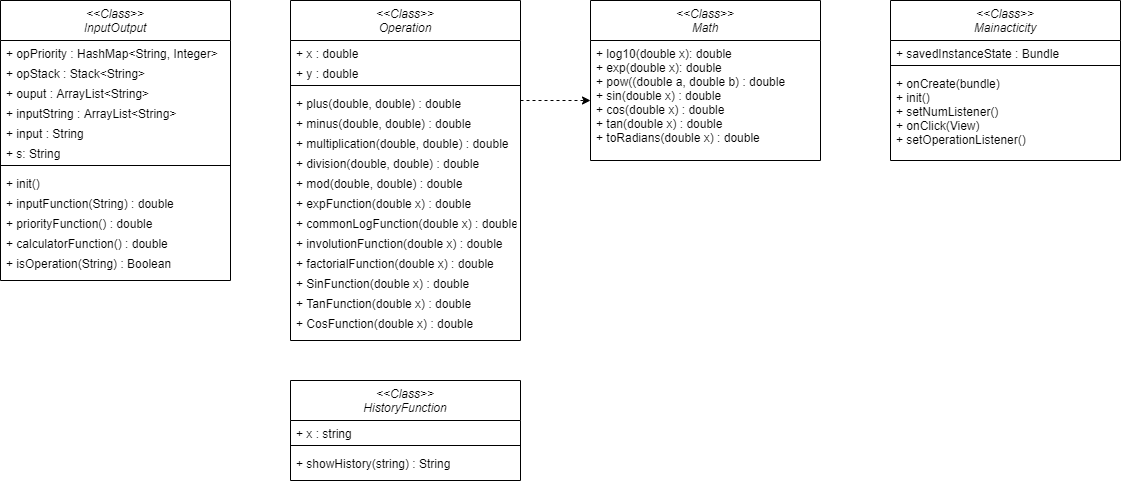 <<Class>>
InputOutput
+ opPriority : HashMap<String, Integer>
+ opStack : Stack<String>
+ ouput : ArrayList<String>
+ inputString : ArrayList<String>
+ input : String
+ s: String
+ init()
+ inputFunction(String) : double
+ priorityFunction() : double
+ calculatorFunction() : double
+ isOperation(String) : Boolean
<<Class>>
Operation
+ x : double
+ y : double
+ plus(double, double) : double
+ minus(double, double) : double
+ multiplication(double, double) : double
+ division(double, double) : double
+ mod(double, double) : double
+ expFunction(double x) : double
+ commonLogFunction(double x) : double
+ involutionFunction(double x) : double
+ factorialFunction(double x) : double
+ SinFunction(double x) : double
+ TanFunction(double x) : double
+ CosFunction(double x) : double
<<Class>>
Math
+ log10(double x): double
+ exp(double x): double
+ pow((double a, double b) : double
+ sin(double x) : double
+ cos(double x) : double
+ tan(double x) : double
+ toRadians(double x) : double
<<Class>>
Mainacticity
+ savedInstanceState : Bundle
+ onCreate(bundle)
+ init()
+ setNumListener()
+ onClick(View)
+ setOperationListener()
<<Class>>
HistoryFunction
+ x : string
+ showHistory(string) : String